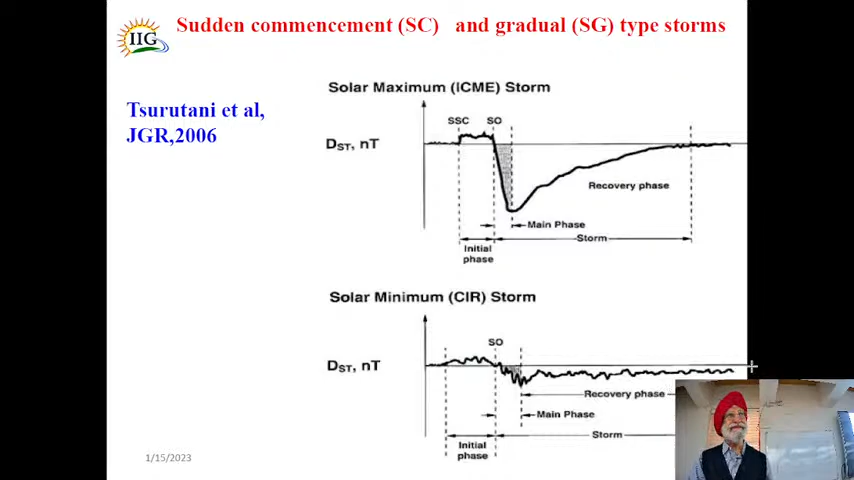 Sudden commencement (SC) and gradual (SG) type storms
IIG
Tsurutani et al,
JGR,2006
Solar Maximum (ICME) Storm
SSC SO
DST, nT
Recovery phase
Main Phase
Storm
Initial
phase
Solar Minimum (CIR) Storm
SO
DST, nT
Recovery phase
Main Phase
Storm
Initial
phase
1/15/2023